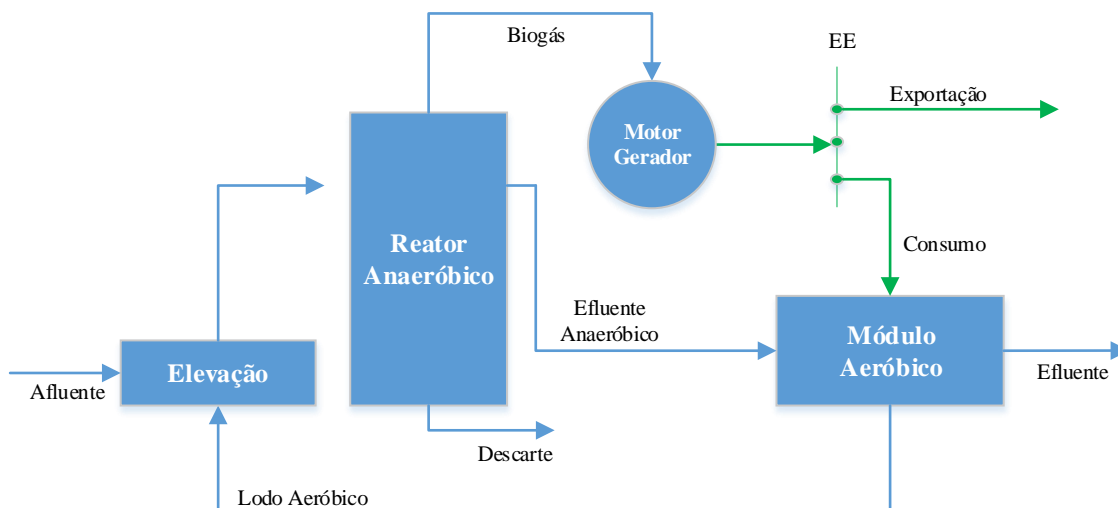 Biogás
EE
Exportação
Motor
Gerador
Reator
Anaeróbico
Consumo
Efluente
Anaeróbico
Módulo
Aeróbico
Elevação
Afluente
Efluente
Descarte
Lodo Aeróbico